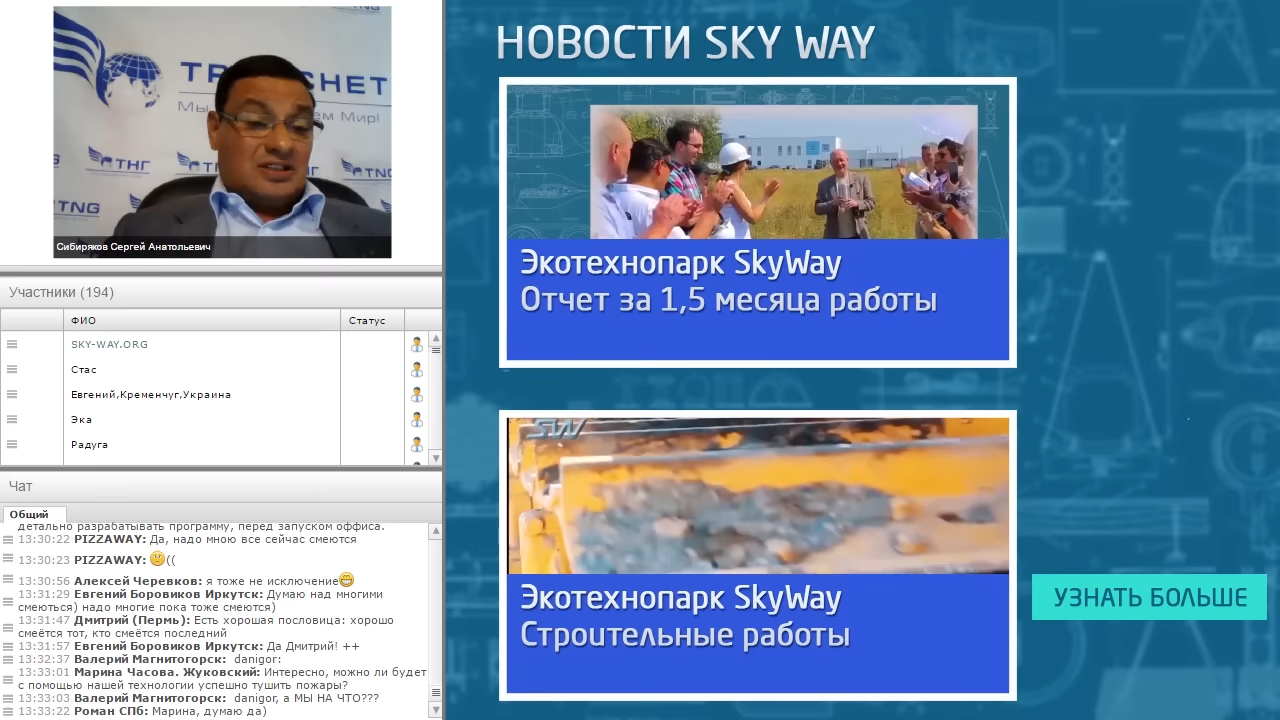 ТНГ
TNG
TNG
Сибиряков Сергей Анатольевич
Участники (194)
ФИО
Статус
SKY-WAY.ORG
Стас
Евгений,Кременчуг,Украина
Эка
Радуга
Чат
Общий
детально разрабатывать программу, перед запуском оффиса.
13:30:22 PIZZAWAY: Да, надо мною все сейчас смеются
13:30:23 PIZZAWAY: ((
13:30:56 Алексей Черевков: я тоже не исключение
13:31:29 Евгений Боровиков Иркутск: Думаю над многими
смеються) надо многие пока тоже смеются)
13:31:47 Дмитрий (Пермь): Есть хорошая пословица: хорошо
смеётся тот, кто смеётся последний
13:31:57 Евгений Боровиков Иркутск: Да Дмитрий! ++
13:32:37 Валерий Магнитогорск: danigor:
13:33:01 Марина Часова. Жуковский: Интересно, можно ли будет
с помощью нашей технологии успешно тушить пожары?
13:33:03 Валерий Магнитогорск: danigor, а МЫ НА ЧТО???
13:33:22 Роман СПб: Марина, думаю да)
НОВОСТИ SKY WAY
Экотехнопарк SkyWay
Отчет за 1,5 месяца работы
SW
Экотехнопарк SkyWay
Строительные работы
УЗНАТЬ БОЛЬШЕ